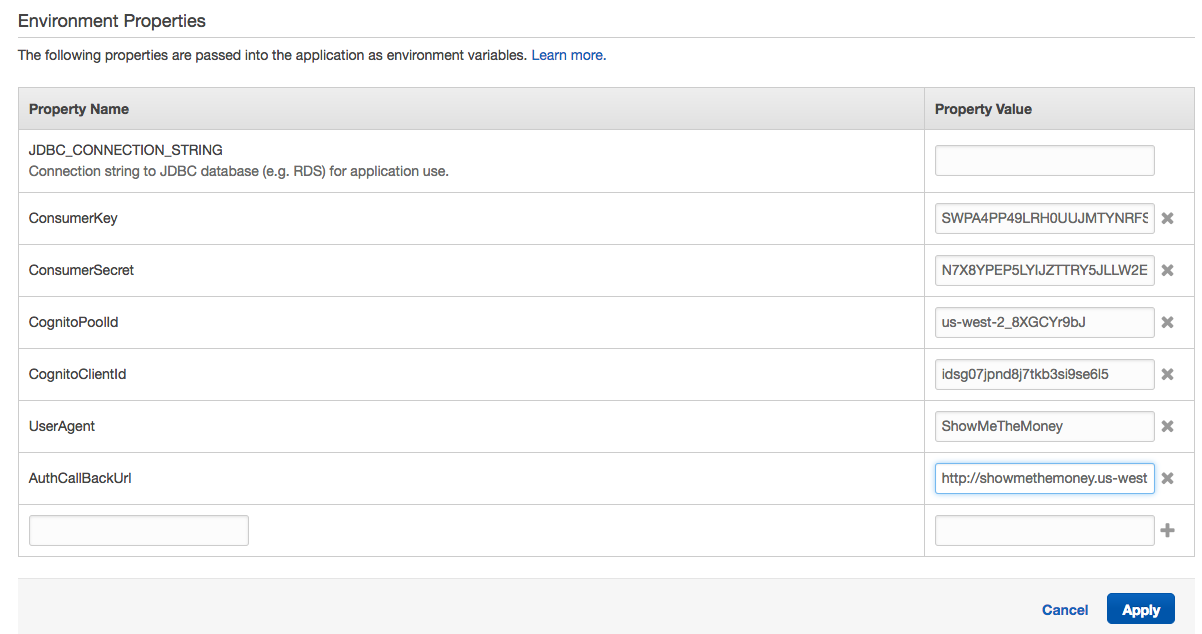 Environment Properties
The following properties are passed into the application as environment variables. Learn more.
Property Name Property Value
JDBC_CONNECTION_STRING
Connection string to JDBC database (e.g. RDS) for application use.
ConsumerKey SWPA4PP49LRH0UUJMTYNRFS
ConsumerSecret N7X8YPEP5LYIJZTTRY5JLLW2E
CognitoPoolId us-west-2_8XGCYr9bJ
CognitoClientId idsg07jpnd8j7tkb3si9se6l5
UserAgent ShowMeTheMoney
AuthCallBackUrl http://showmethemoney.us-west
Cancel Apply